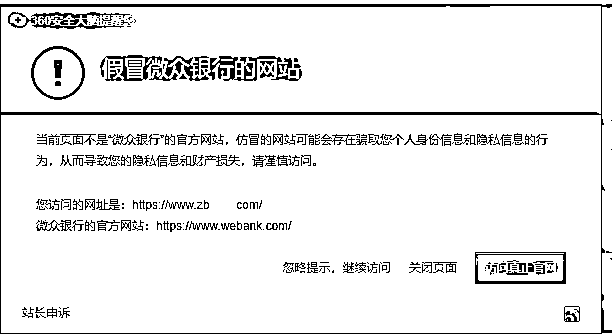 360安全大脑提醒您
假冒微众银行的网站
当前页面不是“微众银行”的官方网站，仿冒的网站可能会存在骗取您个人身份信息和隐私信息的行
为，从而导致您的隐私信息和财产损失，请谨慎访问。
您访问的网址是：https://www.zb com/
微众银行的官方网站：https://www.webank.com/
忽略提示，继续访问 关闭页面 访问真正官网
站长申诉